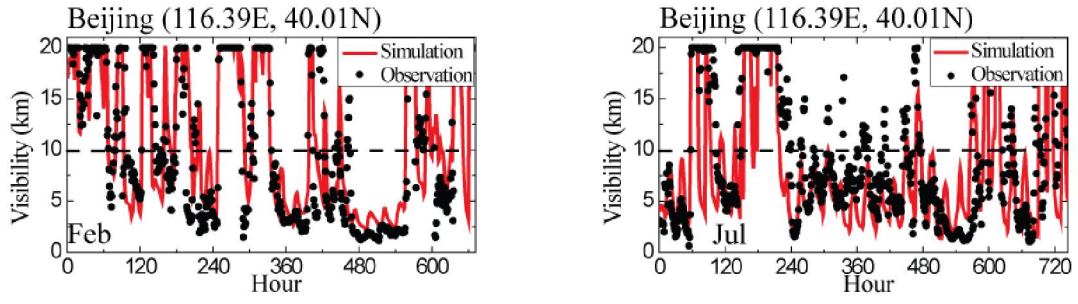 Beijing (116.39E, 40.01N)
20
15
10
5
0
Visibility (km)
Simulation
Observation
Feb
0 120 240 360 480 600
Hour
Beijing (116.39E, 40.01N)
20
15
10
5
0
Visibility (km)
Simulation
Observation
Jul
0 120 240 360 480 600 720
Hour